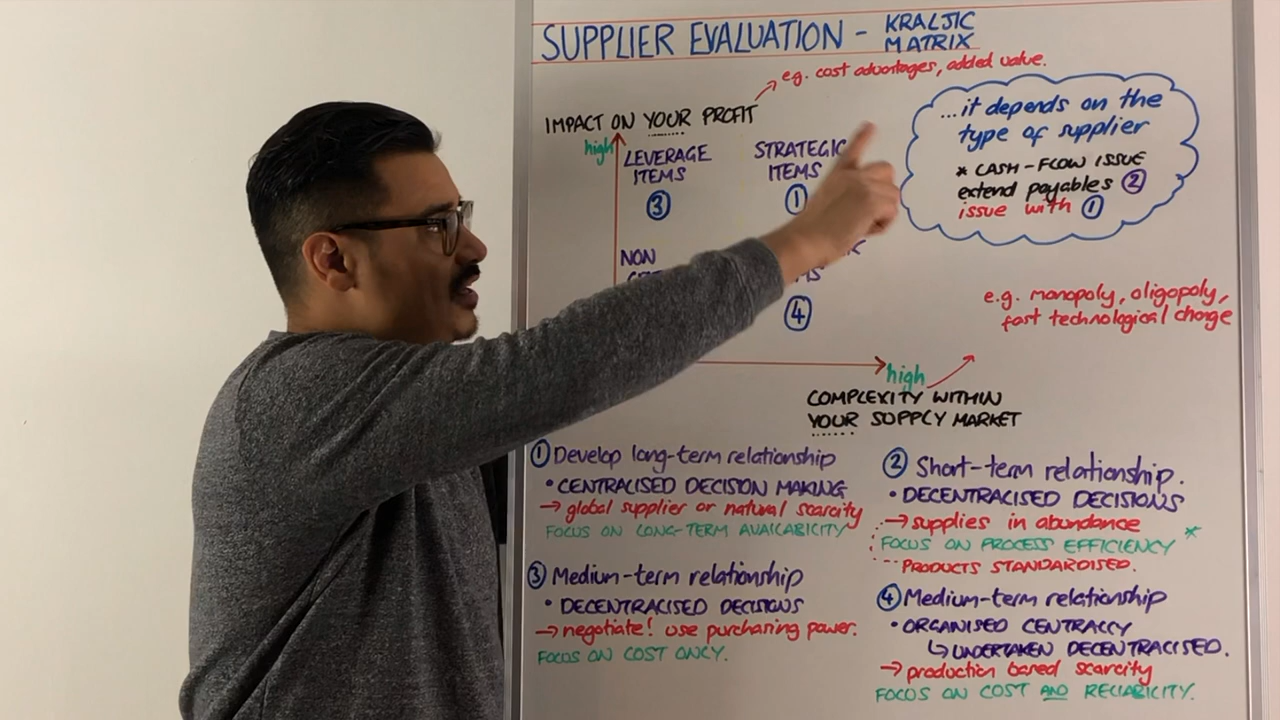 SUPPLIER EVALUATION - KRALJIC
MATRIX
e.g. cost advantages, added value.
IMPACT ON YOUR PROFIT
high
LEVERAGE
ITEMS
3
STRATEGIC
ITEMS
1
NON
4
high
COMPLEXITY WITHIN
YOUR SUPPLY MARKET
...it depends on the
type of supplier
* CASH-FLOW ISSUE
extend payables 2
issue with 1
e.g. monopoly, oligopoly,
fast technological change
1 Develop long-term relationship
• CENTRALISED DECISION MAKING
→ global supplier or natural scarcity
FOCUS ON LONG-TERM AVAILABILITY
2 Short-term relationship.
• DECENTRALISED DECISIONS
→ supplies in abundance
FOCUS ON PROCESS EFFICIENCY *
PRODUCTS STANDARDISED.
3 Medium-term relationship
• DECENTRALISED DECISIONS
→ negotiate! use purchasing power.
FOCUS ON COST ONLY.
4 Medium-term relationship
• ORGANISED CENTRALLY
↳ UNDERTAKEN DECENTRALISED.
→ production based scarcity
FOCUS ON COST AND RELIABILITY.